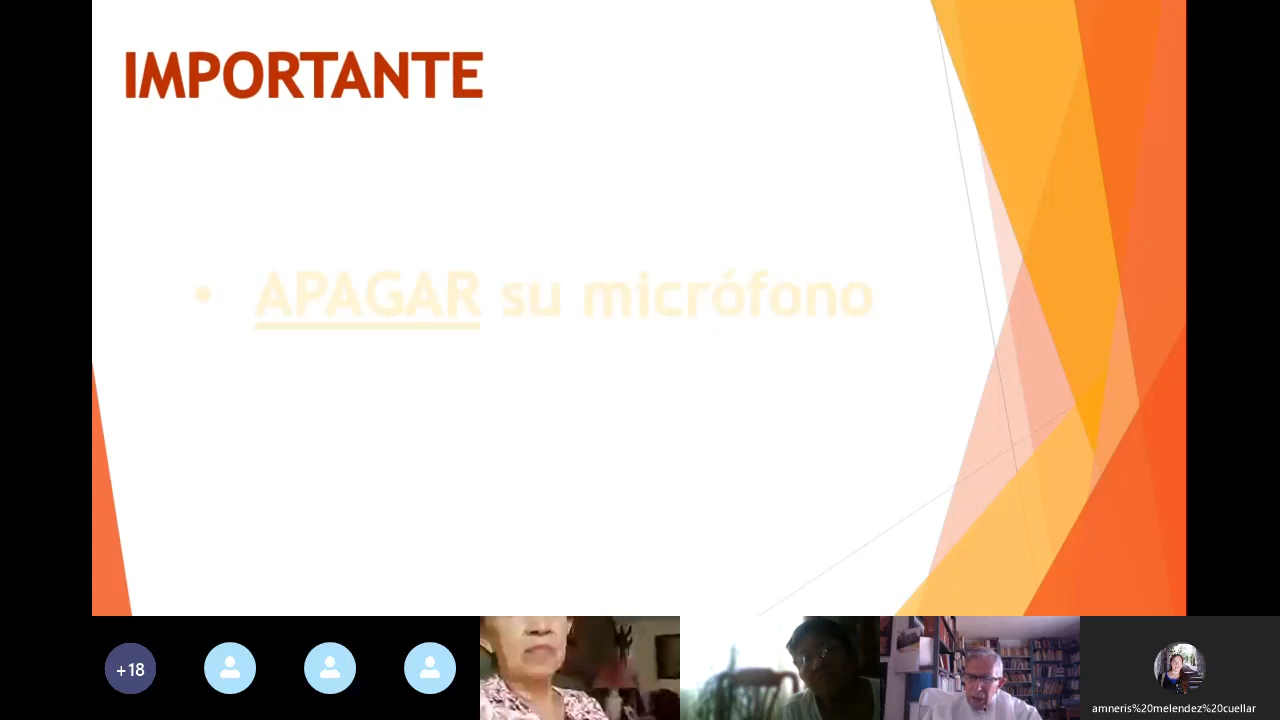 IMPORTANTE
• APAGAR su micrófono
+18
amneris%20melendez%20cuellar